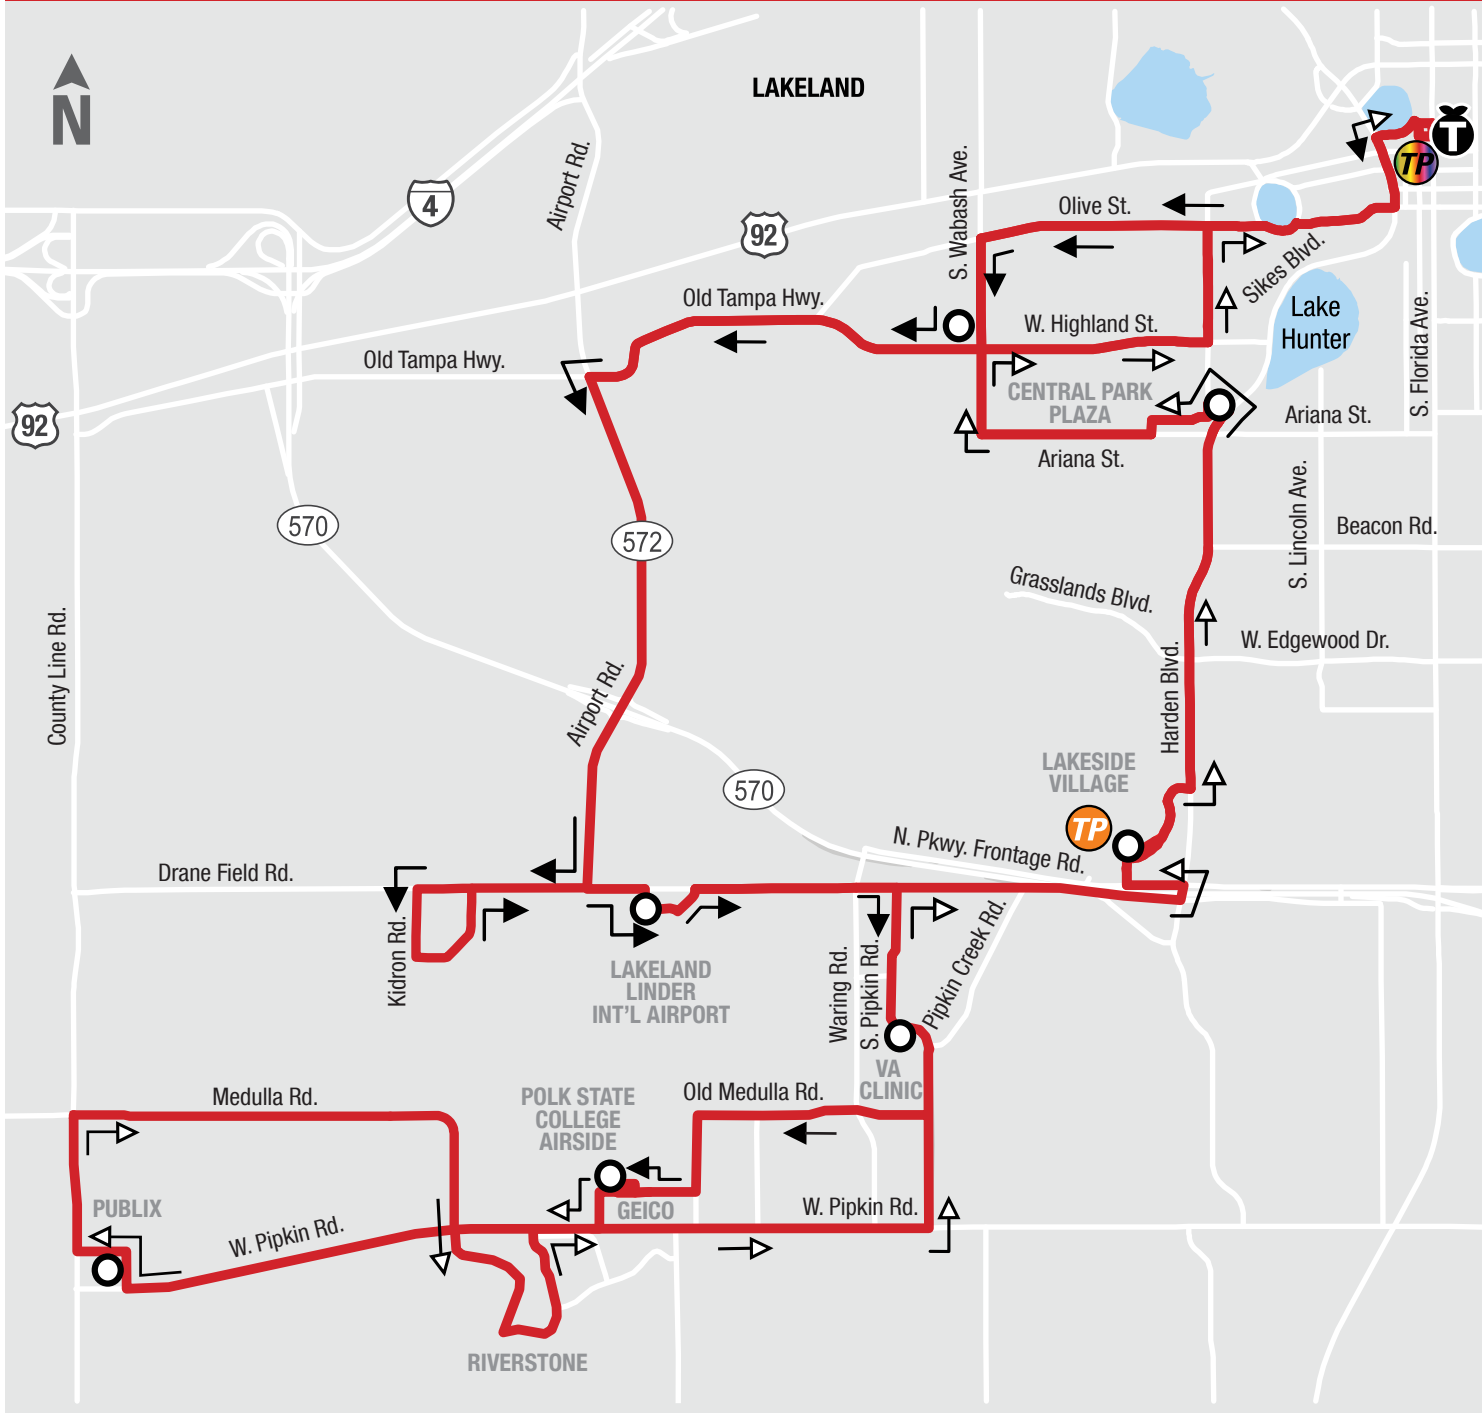 LAKELAND
N
4
Airport Rd.
92
S. Wabash Ave.
Olive St.
T
TP
Sikes Blvd.
Lake
Hunter
Old Tampa Hwy.
W. Highland St.
Old Tampa Hwy.
S. Florida Ave.
CENTRAL PARK
PLAZA
92
Ariana St.
Ariana St.
570
572
S. Lincoln Ave.
Beacon Rd.
Grasslands Blvd.
W. Edgewood Dr.
County Line Rd.
Airport Rd.
Harden Blvd.
LAKESIDE
VILLAGE
570
TP
N. Pkwy. Frontage Rd.
Drane Field Rd.
Kidron Rd.
LAKELAND
LINDER
INT'L AIRPORT
Waring Rd.
S. Pipkin Rd.
Pipkin Creek Rd.
VA
CLINIC
Medulla Rd.
POLK STATE
COLLEGE
AIRSIDE
Old Medulla Rd.
PUBLIX
GEICO
W. Pipkin Rd.
W. Pipkin Rd.
RIVERSTONE